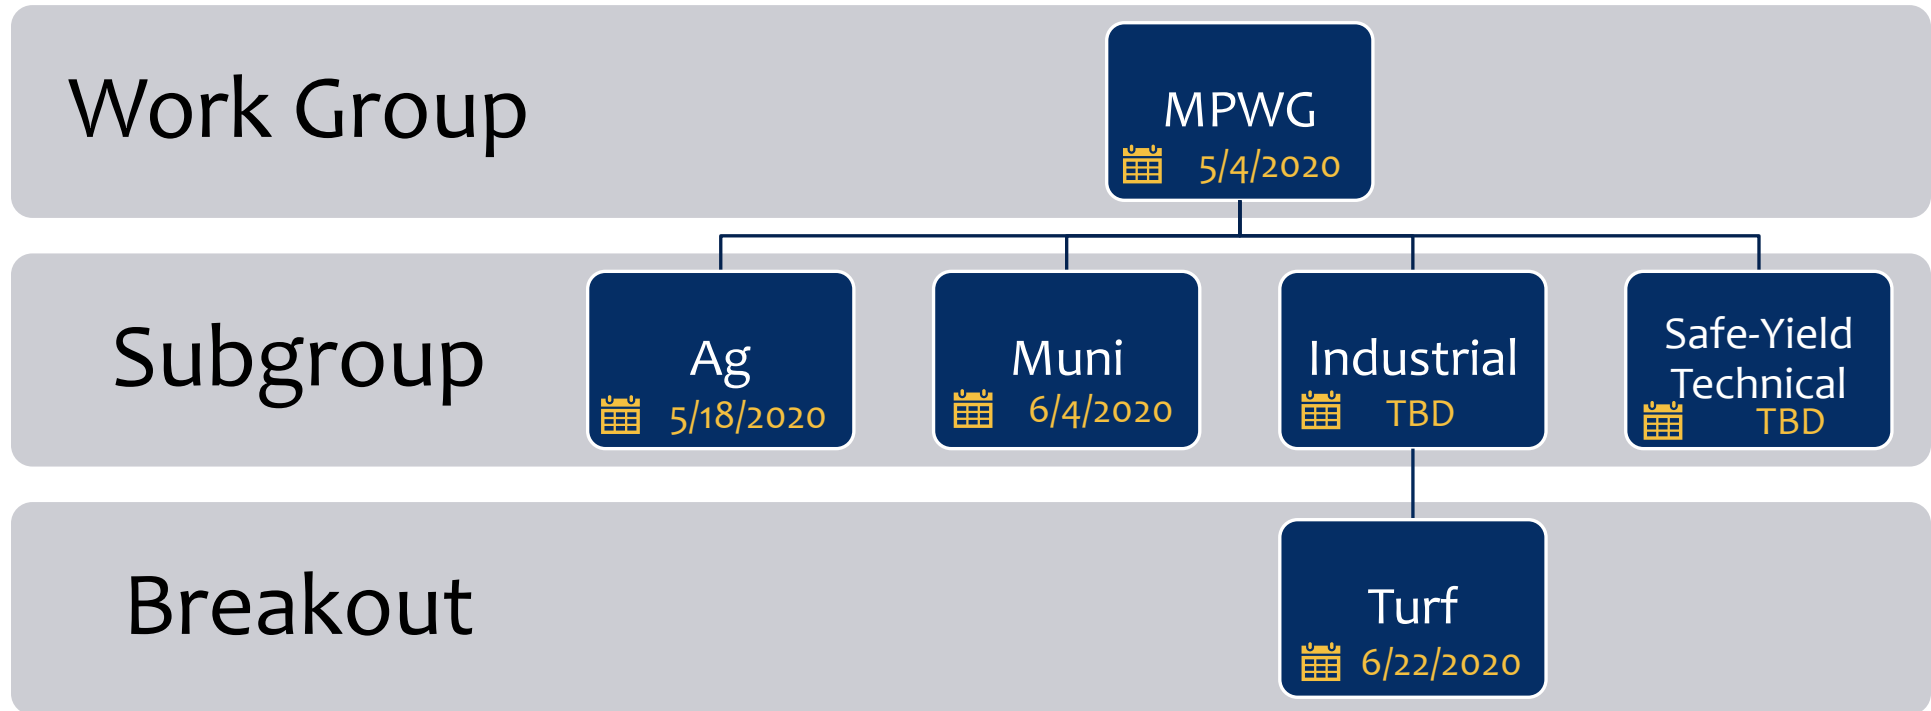 Work Group
MPWG
5/4/2020
Subgroup
Ag
5/18/2020
Muni
6/4/2020
Industrial
TBD
Safe-Yield
Technical
TBD
Breakout
Turf
6/22/2020